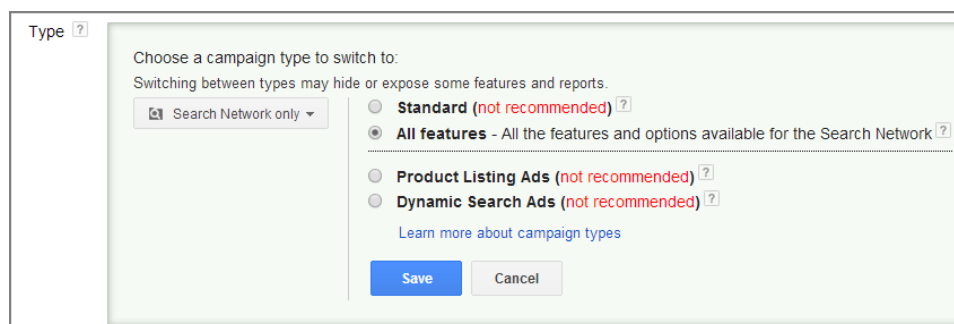 Type ?
Choose a campaign type to switch to:
Switching between types may hide or expose some features and reports.
Search Network only
Standard (not recommended) ?
All features - All the features and options available for the Search Network ?
Product Listing Ads (not recommended) ?
Dynamic Search Ads (not recommended) ?
Learn more about campaign types
Save Cancel